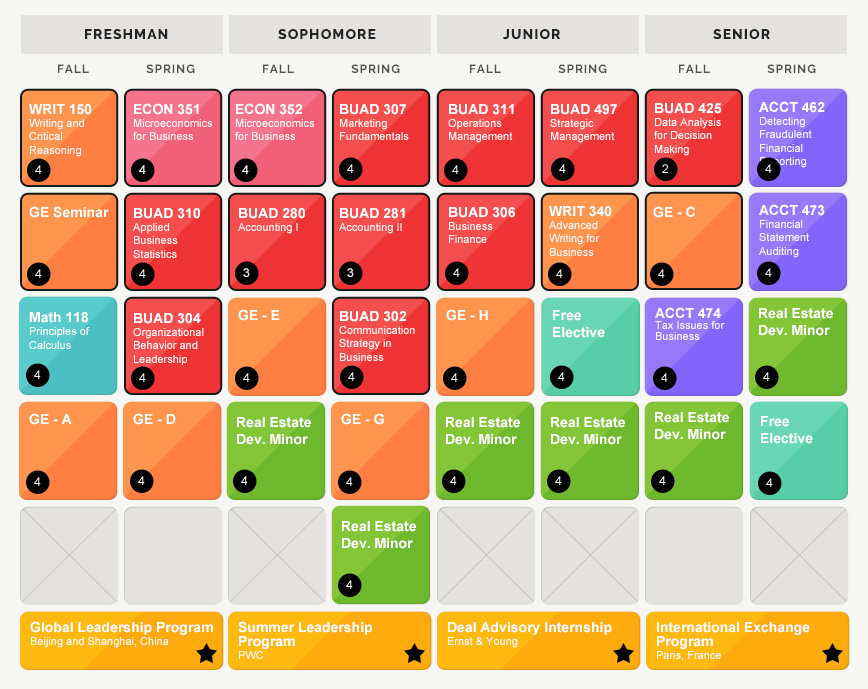 FRESHMAN
SOPHOMORE
JUNIOR
SENIOR
FALL
SPRING
FALL
SPRING
FALL
SPRING
FALL
SPRING
WRIT 150
Writing and
Critical
Reasoning
4
ECON 351
Microeconomics
for Business
4
ECON 352
Microeconomics
for Business
4
BUAD 307
Marketing
Fundamentals
4
BUAD 311
Operations
Management
4
BUAD 497
Strategic
Management
4
BUAD 425
Data Analysis
for Decision
Making
2
ACCT 462
Detecting
Fraudulent
Financial
4
GE Seminar
4
BUAD 310
Applied
Business
Statistics
4
BUAD 280
Accounting I
3
BUAD 281
Accounting II
3
BUAD 306
Business
Finance
4
WRIT 340
Advanced
Writing for
Business
4
GE - C
4
ACCT 473
Financial
Statement
Auditing
4
Math 118
Principles of
Calculus
4
BUAD 304
Organizational
Behavior and
Leadership
4
GE - E
4
BUAD 302
Communication
Strategy in
Business
4
GE - H
4
Free
Elective
4
ACCT 474
Tax Issues for
Business
4
Real Estate
Dev. Minor
4
GE - A
4
GE - D
4
Real Estate
Dev. Minor
4
GE - G
4
Real Estate
Dev. Minor
4
Real Estate
Dev. Minor
4
Real Estate
Dev. Minor
4
Free
Elective
4
Real Estate
Dev. Minor
4
Global Leadership Program
Beijing and Shanghai, China
Summer Leadership
Program
PWC
Deal Advisory Internship
Ernst & Young
International Exchange
Program
Paris, France